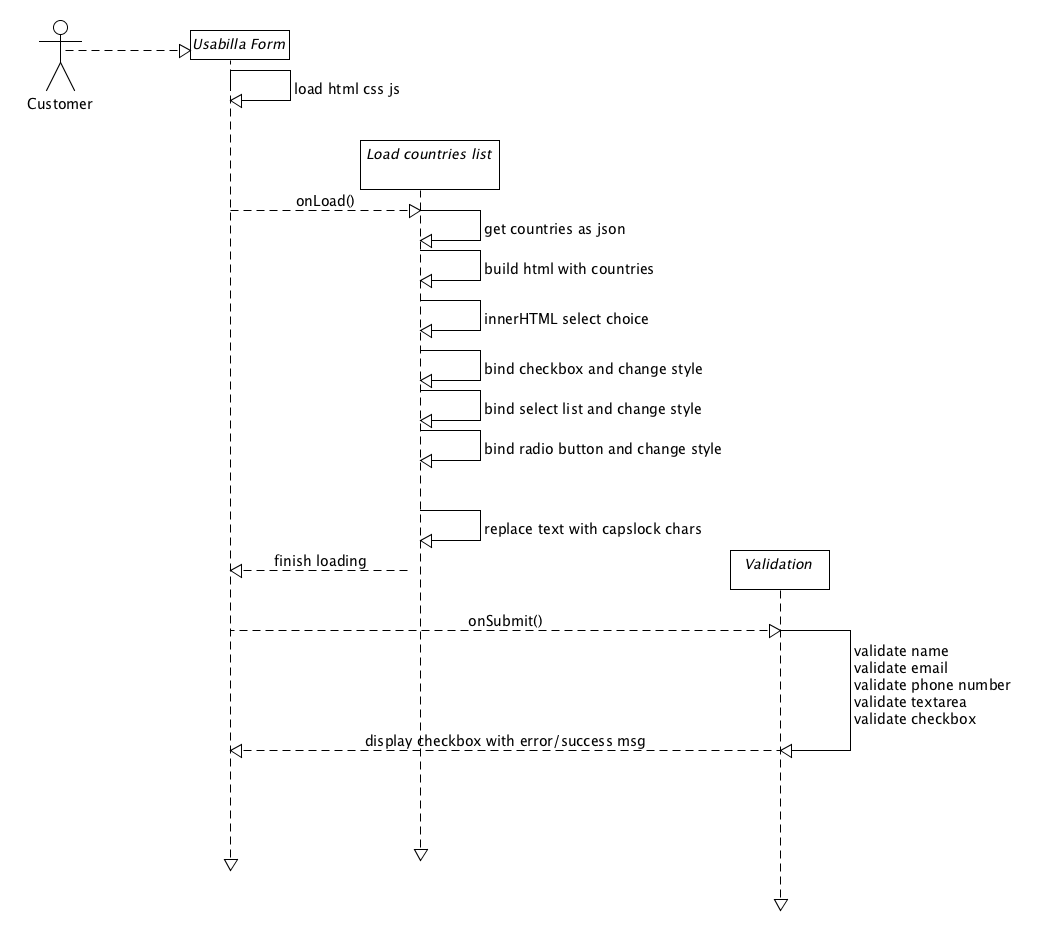 Usabilla Form
Customer
load html css js
Load countries list
onLoad()
get countries as json
build html with countries
innerHTML select choice
bind checkbox and change style
bind select list and change style
bind radio button and change style
replace text with capslock chars
finish loading
Validation
onSubmit()
validate name
validate email
validate phone number
validate textarea
validate checkbox
display checkbox with error/success msg